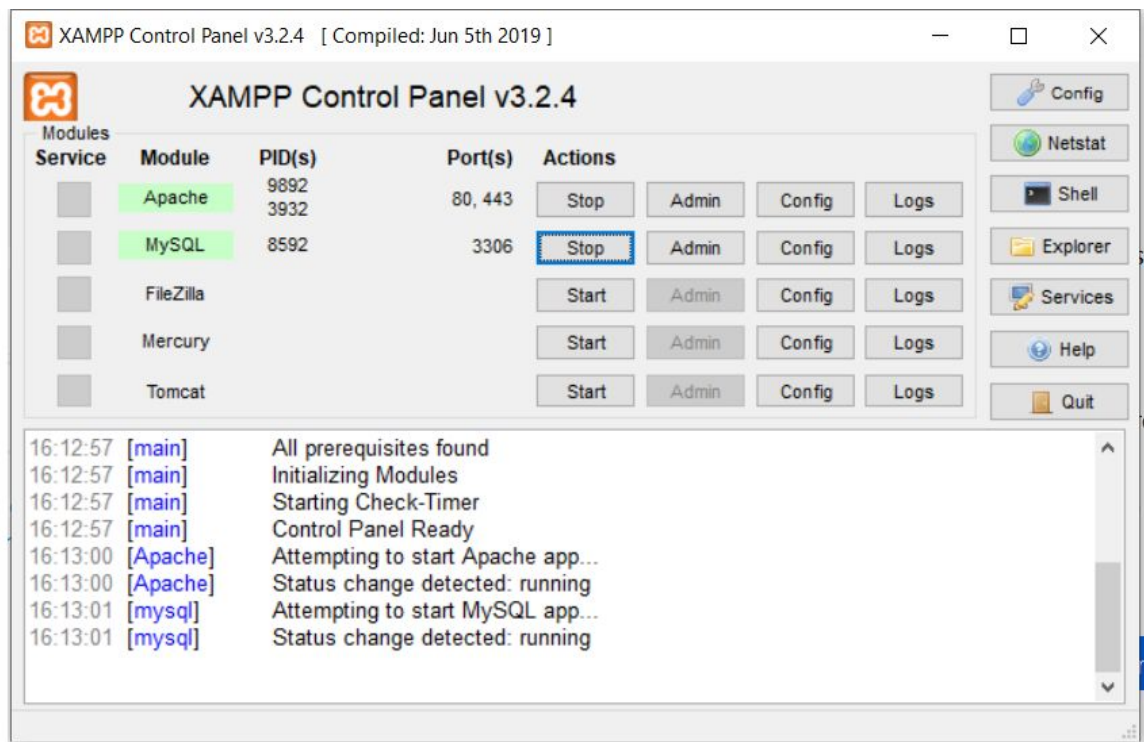 XAMPP Control Panel v3.2.4 [ Compiled: Jun 5th 2019 ]
XAMPP Control Panel v3.2.4
Config
Modules
Service Module PID(s) Port(s) Actions
Netstat
Apache 9892 3932 80, 443 Stop Admin Config Logs
Shell
MySQL 8592 3306 Stop Admin Config Logs
Explorer
FileZilla Start Admin Config Logs
Services
Mercury Start Admin Config Logs
Help
Tomcat Start Admin Config Logs
Quit
16:12:57 [main] All prerequisites found
16:12:57 [main] Initializing Modules
16:12:57 [main] Starting Check-Timer
16:12:57 [main] Control Panel Ready
16:13:00 [Apache] Attempting to start Apache app...
16:13:00 [Apache] Status change detected: running
16:13:01 [mysql] Attempting to start MySQL app...
16:13:01 [mysql] Status change detected: running